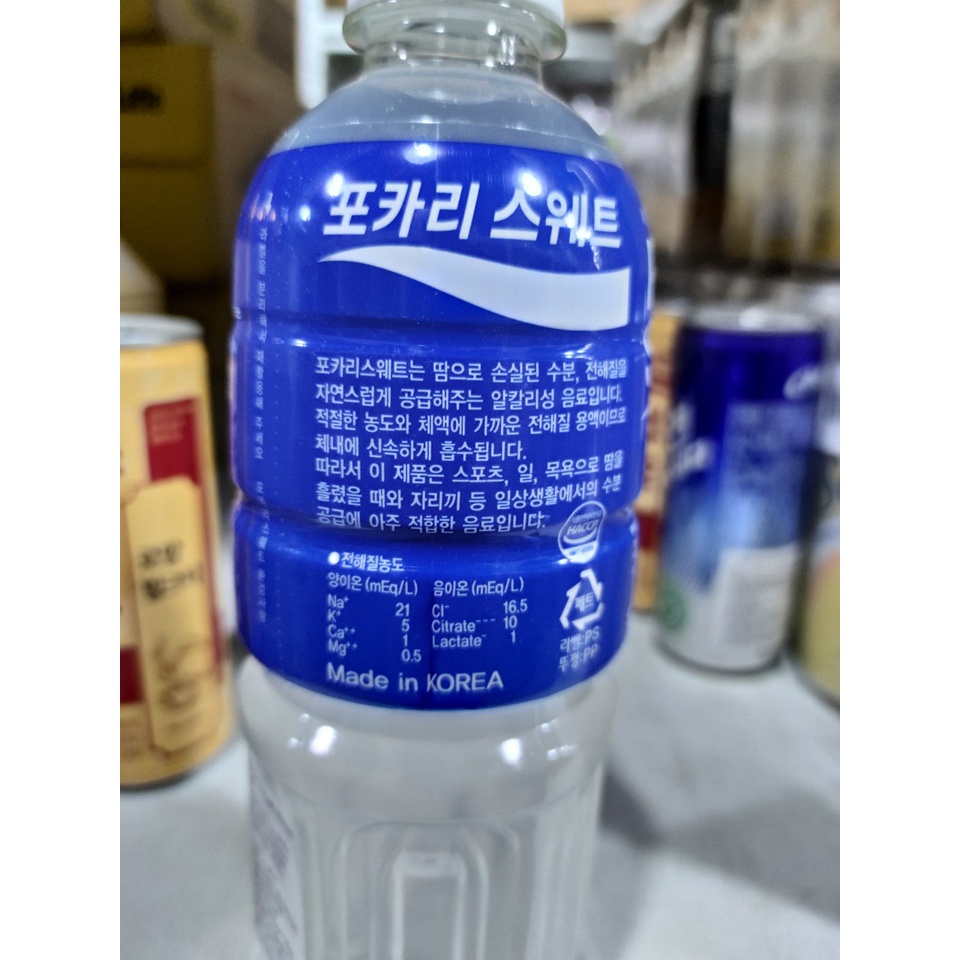 포카리 스웨트
포카리스웨트는 땀으로 손실된 수분, 전해질을
자연스럽게 공급해주는 알칼리성 음료입니다.
적절한 농도와 체액에 가까운 전해질 용액이므로
체내에 신속하게 흡수됩니다.
따라서 이 제품은 스포츠, 일, 목욕으로 땀을
흘렸을 때와 자리끼 등 일상생활에서의 수분
공급에 아주 적합한 음료입니다.
HACCP
●전해질농도
양이온 (mEq/L) 음이온 (mEq/L)
Na⁺ 21 Cl⁻ 16.5
K⁺ 5 Citrate⁻⁻⁻ 10
Ca⁺⁺ 1 Lactate⁻ 1
Mg⁺⁺ 0.5
페트
라벨:PS
뚜껑:PP
Made in KOREA